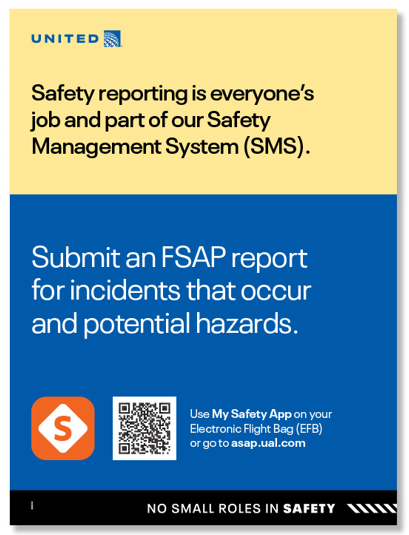 UNITED
Safety reporting is everyone's
job and part of our Safety
Management System (SMS).
Submit an FSAP report
for incidents that occur
and potential hazards.
S
Use My Safety App on your
Electronic Flight Bag (EFB)
or go to asap.ual.com
NO SMALL ROLES IN SAFETY